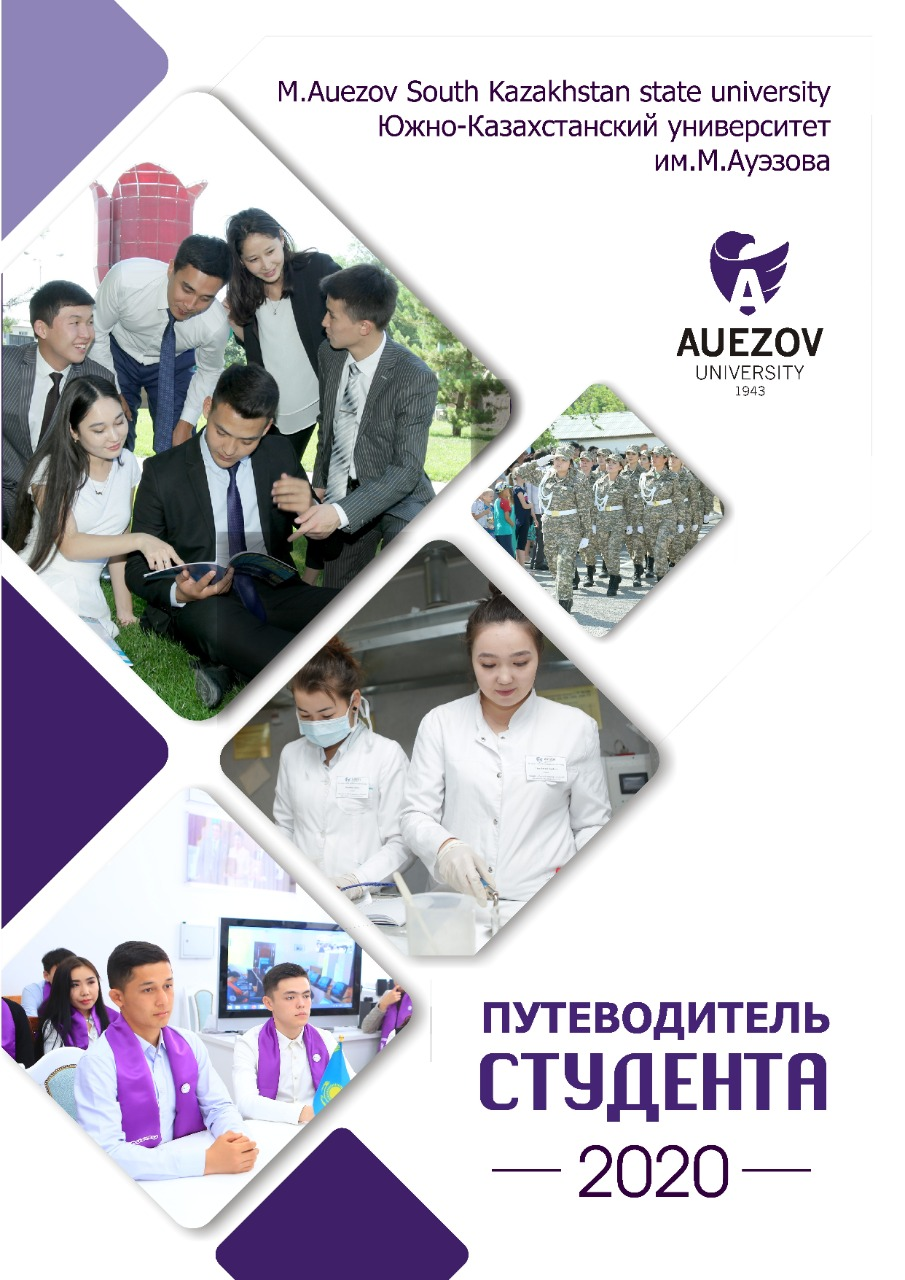 M.Auezov South Kazakhstan state university
Южно-Казахстанский университет
им.М.Ауэзова
AUEZOV
UNIVERSITY
1943
ПУТЕВОДИТЕЛЬ
СТУДЕНТА
2020